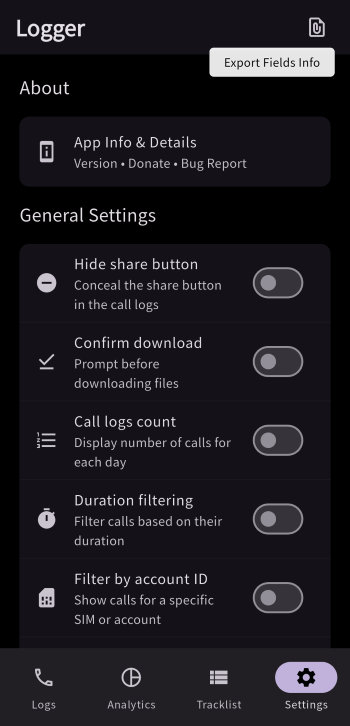 Logger
Export Fields Info
About
App Info & Details
Version • Donate • Bug Report
General Settings
Hide share button
Conceal the share button
in the call logs
Confirm download
Prompt before
downloading files
Call logs count
Display number of calls for
each day
Duration filtering
Filter calls based on their
duration
Filter by account ID
Show calls for a specific
SIM or account
Logs
Analytics
Tracklist
Settings